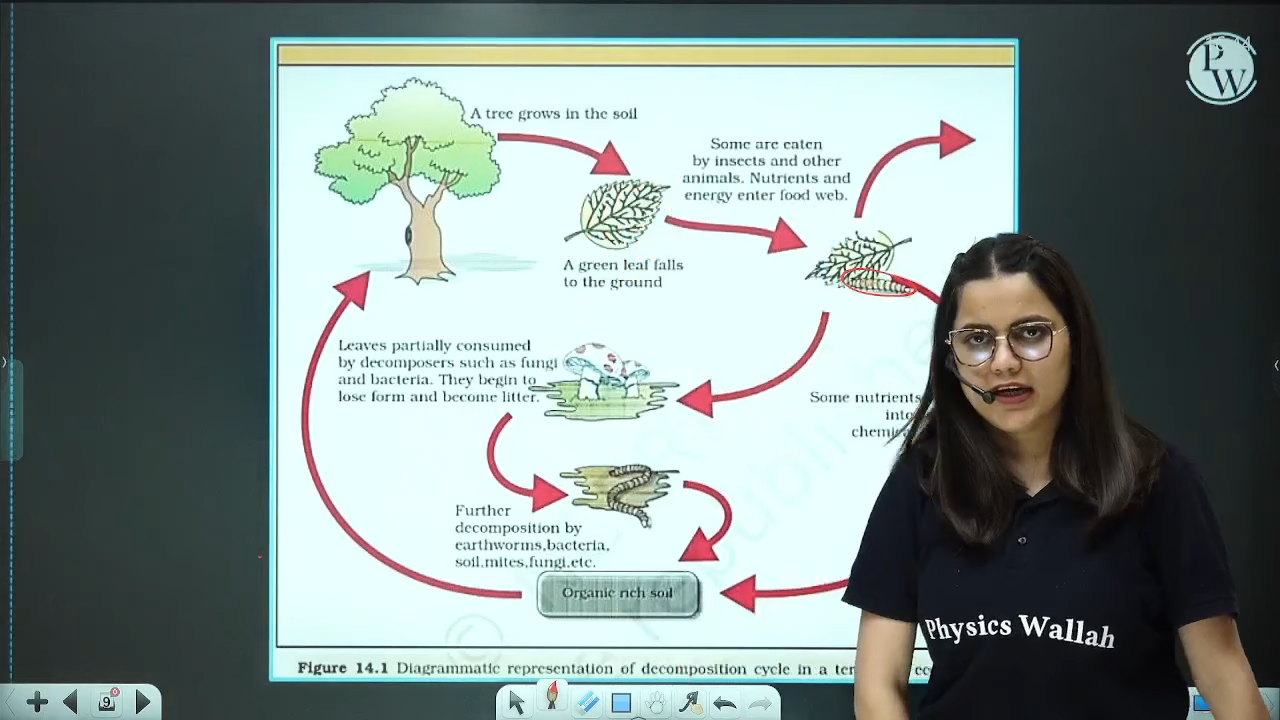 PW
A tree grows in the soil
Some are eaten
by insects and other
animals. Nutrients and
energy enter food web.
A green leaf falls
to the ground
Leaves partially consumed
by decomposers such as fungi
and bacteria. They begin to
lose form and become litter.
Some nutrients
into
Further
decomposition by
earthworms,bacteria,
soil.mites,fungi,etc.
Organic rich soil
Physics Wallah
Figure 14.1 Diagrammatic representation of decomposition cycle in a
9